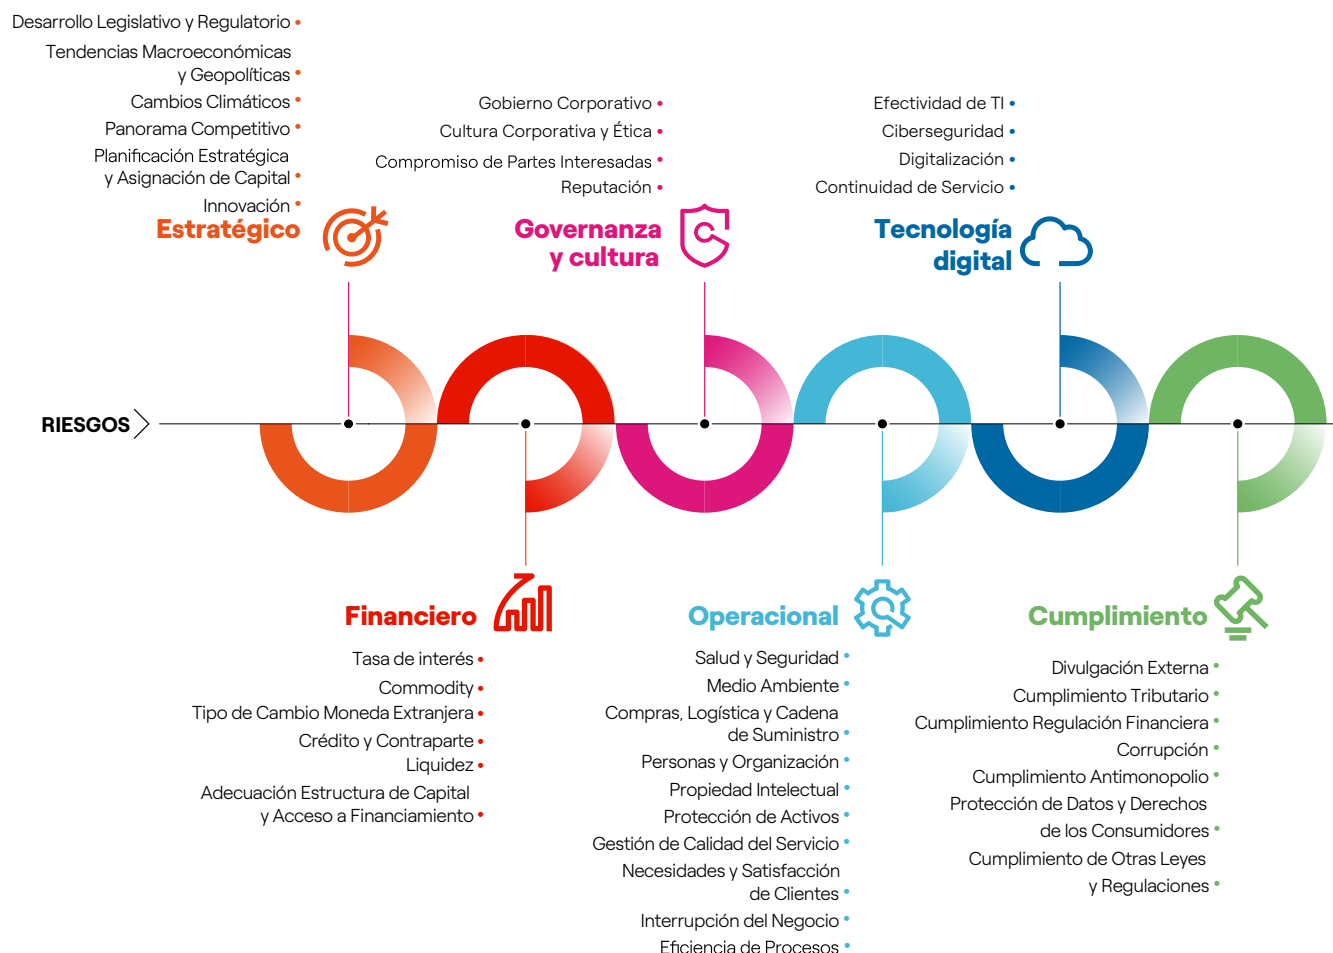 Desarrollo Legislativo y Regulatorio •
Tendencias Macroeconómicas
y Geopolíticas •
Cambios Climáticos •
Panorama Competitivo •
Planificación Estratégica
y Asignación de Capital •
Innovación •
Estratégico
Gobierno Corporativo •
Cultura Corporativa y Ética •
Compromiso de Partes Interesadas •
Reputación •
Governanza
y cultura
Efectividad de TI •
Ciberseguridad •
Digitalización •
Continuidad de Servicio •
Tecnología
digital
RIESGOS
Financiero
Tasa de interés •
Commodity •
Tipo de Cambio Moneda Extranjera •
Crédito y Contraparte •
Liquidez •
Adecuación Estructura de Capital
y Acceso a Financiamiento •
Operacional
Salud y Seguridad •
Medio Ambiente •
Compras, Logística y Cadena
de Suministro •
Personas y Organización •
Propiedad Intelectual •
Protección de Activos •
Gestión de Calidad del Servicio •
Necesidades y Satisfacción
de Clientes •
Interrupción del Negocio •
Eficiencia de Procesos •
Cumplimiento
Divulgación Externa •
Cumplimiento Tributario •
Cumplimiento Regulación Financiera •
Corrupción •
Cumplimiento Antimonopolio •
Protección de Datos y Derechos
de los Consumidores •
Cumplimiento de Otras Leyes
y Regulaciones •